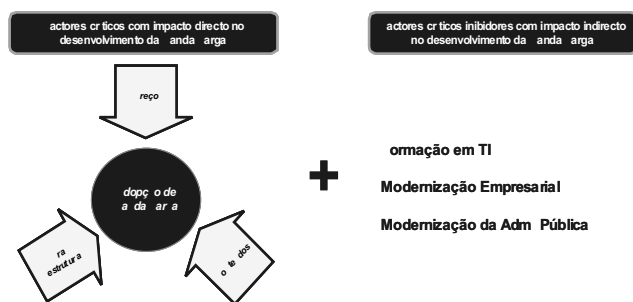 actores cr ticos com impacto directo no
desenvolvimento da anda arga
actores cr ticos inibidores com impacto indirecto
no desenvolvimento da anda arga
reço
dopç o de
a da ar a
+
ormação em TI
Modernização Empresarial
Modernização da Adm Pública
ra
estrutura
o te dos